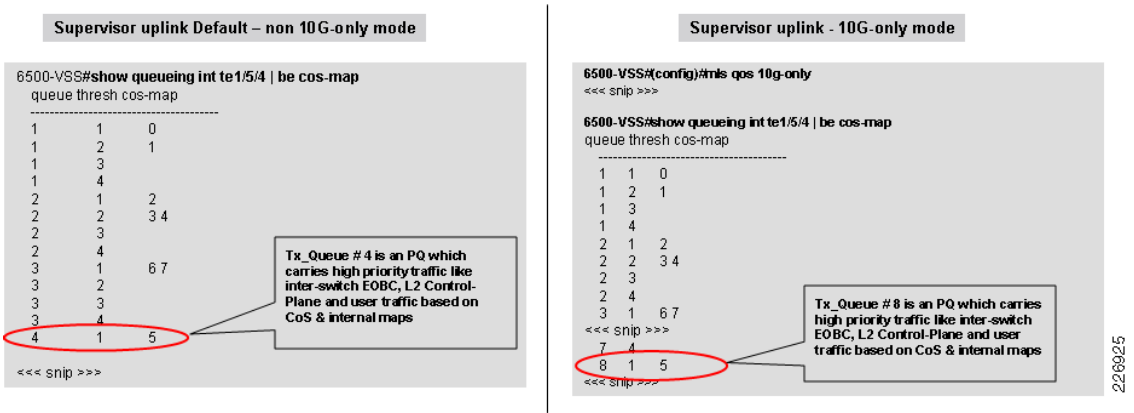 Supervisor uplink Default – non 10G-only mode
6500-VSS#show queueing int te1/5/4 | be cos-map
queue thresh cos-map
---------------------------------------
1 1 0
1 2 1
1 3
1 4
2 1 2
2 2 3 4
2 3
2 4
3 1 6 7
3 2
3 3
3 4
4 1 5
<<< snip >>>
Tx_Queue # 4 is an PQ which
carries high priority traffic like
inter-switch EOBC, L2 Control-
Plane and user traffic based on
CoS & internal maps
Supervisor uplink - 10G-only mode
6500-VSS#(config)#mls qos 10g-only
<<< snip >>>
6500-VSS#show queueing int te1/5/4 | be cos-map
queue thresh cos-map
---------------------------------------
1 1 0
1 2 1
1 3
1 4
2 1 2
2 2 3 4
2 3
2 4
3 1 6 7
<<< snip >>>
7 4
8 1 5
<<< snip >>>
Tx_Queue # 8 is an PQ which carries
high priority traffic like inter-switch
EOBC, L2 Control-Plane and user
traffic based on CoS & internal maps
226925